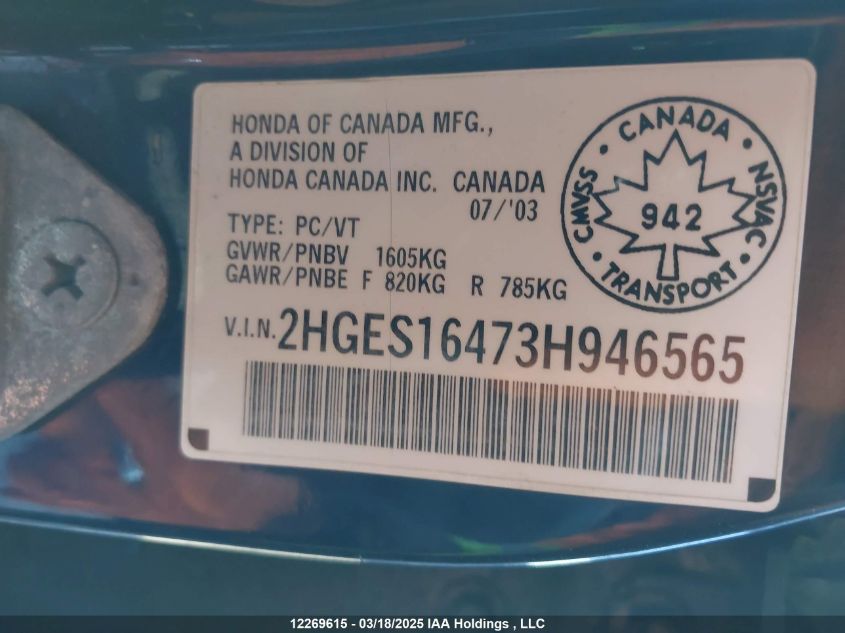 HONDA OF CANADA MFG.,
A DIVISION OF
HONDA CANADA INC. CANADA
07/'03
TYPE: PC/VT
GVWR/PNBV 1605KG
GAWR/PNBE F 820KG R 785KG
V.I.N. 2HGES16473H946565
CANADA • NSVAC • TRANSPORT • CMVSS •
942
12269615 - 03/18/2025 IAA Holdings , LLC